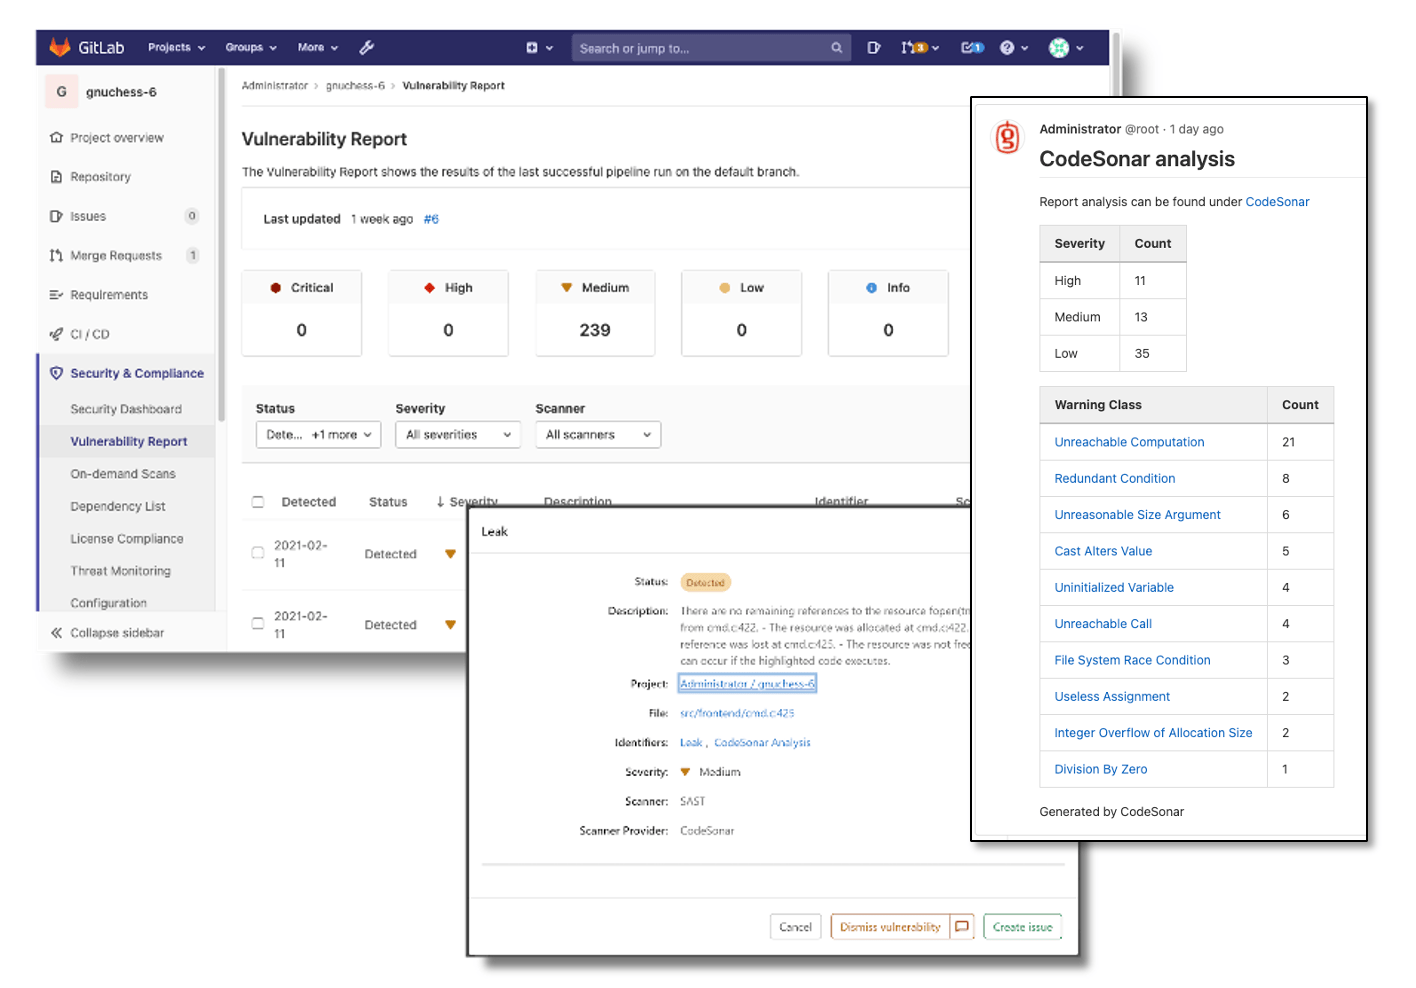 GitLab Projects Groups More Search or jump to... 3 1
G gnuchess-6
Project overview
Repository
Issues 0
Merge Requests 1
Requirements
CI / CD
Security & Compliance
Security Dashboard
Vulnerability Report
On-demand Scans
Dependency List
License Compliance
Threat Monitoring
Configuration
Collapse sidebar
Administrator > gnuchess-6 > Vulnerability Report
Vulnerability Report
The Vulnerability Report shows the results of the last successful pipeline run on the default branch.
Last updated 1 week ago #6
Critical High Medium Low Info
0 0 239 0 0
Status Severity Scanner
Dete... +1 more All severities All scanners
Detected Status Severity Description Identifier Sc
2021-02-
11 Detected
2021-02-
11 Detected
Leak
Status: Detected
Description: There are no remaining references to the resource fopen(
from cmd.c:422. - The resource was allocated at cmd.c:422.
reference was lost at cmd.c:425. - The resource was not
can occur if the highlighted code executes.
Project: Administrator / gnuchess-6
File: src/frontend/cmd.c:425
Identifiers: Leak , CodeSonar Analysis
Severity: Medium
Scanner: SAST
Scanner Provider: CodeSonar
Cancel Dismiss vulnerability Create issue
Administrator @root · 1 day ago
CodeSonar analysis
Report analysis can be found under CodeSonar
Severity Count
High 11
Medium 13
Low 35
Warning Class Count
Unreachable Computation 21
Redundant Condition 8
Unreasonable Size Argument 6
Cast Alters Value 5
Uninitialized Variable 4
Unreachable Call 4
File System Race Condition 3
Useless Assignment 2
Integer Overflow of Allocation Size 2
Division By Zero 1
Generated by CodeSonar